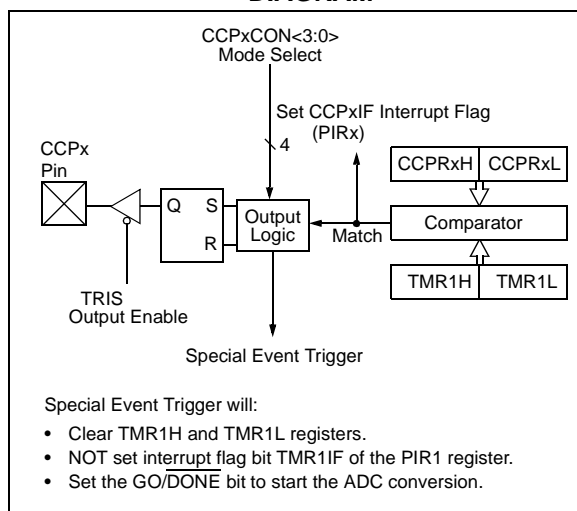 CCPxCON<3:0>
Mode Select
Set CCPxIF Interrupt Flag
(PIRx)
4
CCPx
Pin
CCPRxH CCPRxL
Q S
R
Output
Logic
Match
Comparator
TMR1H TMR1L
TRIS
Output Enable
Special Event Trigger
Special Event Trigger will:
• Clear TMR1H and TMR1L registers.
• NOT set interrupt flag bit TMR1IF of the PIR1 register.
• Set the GO/DONE bit to start the ADC conversion.